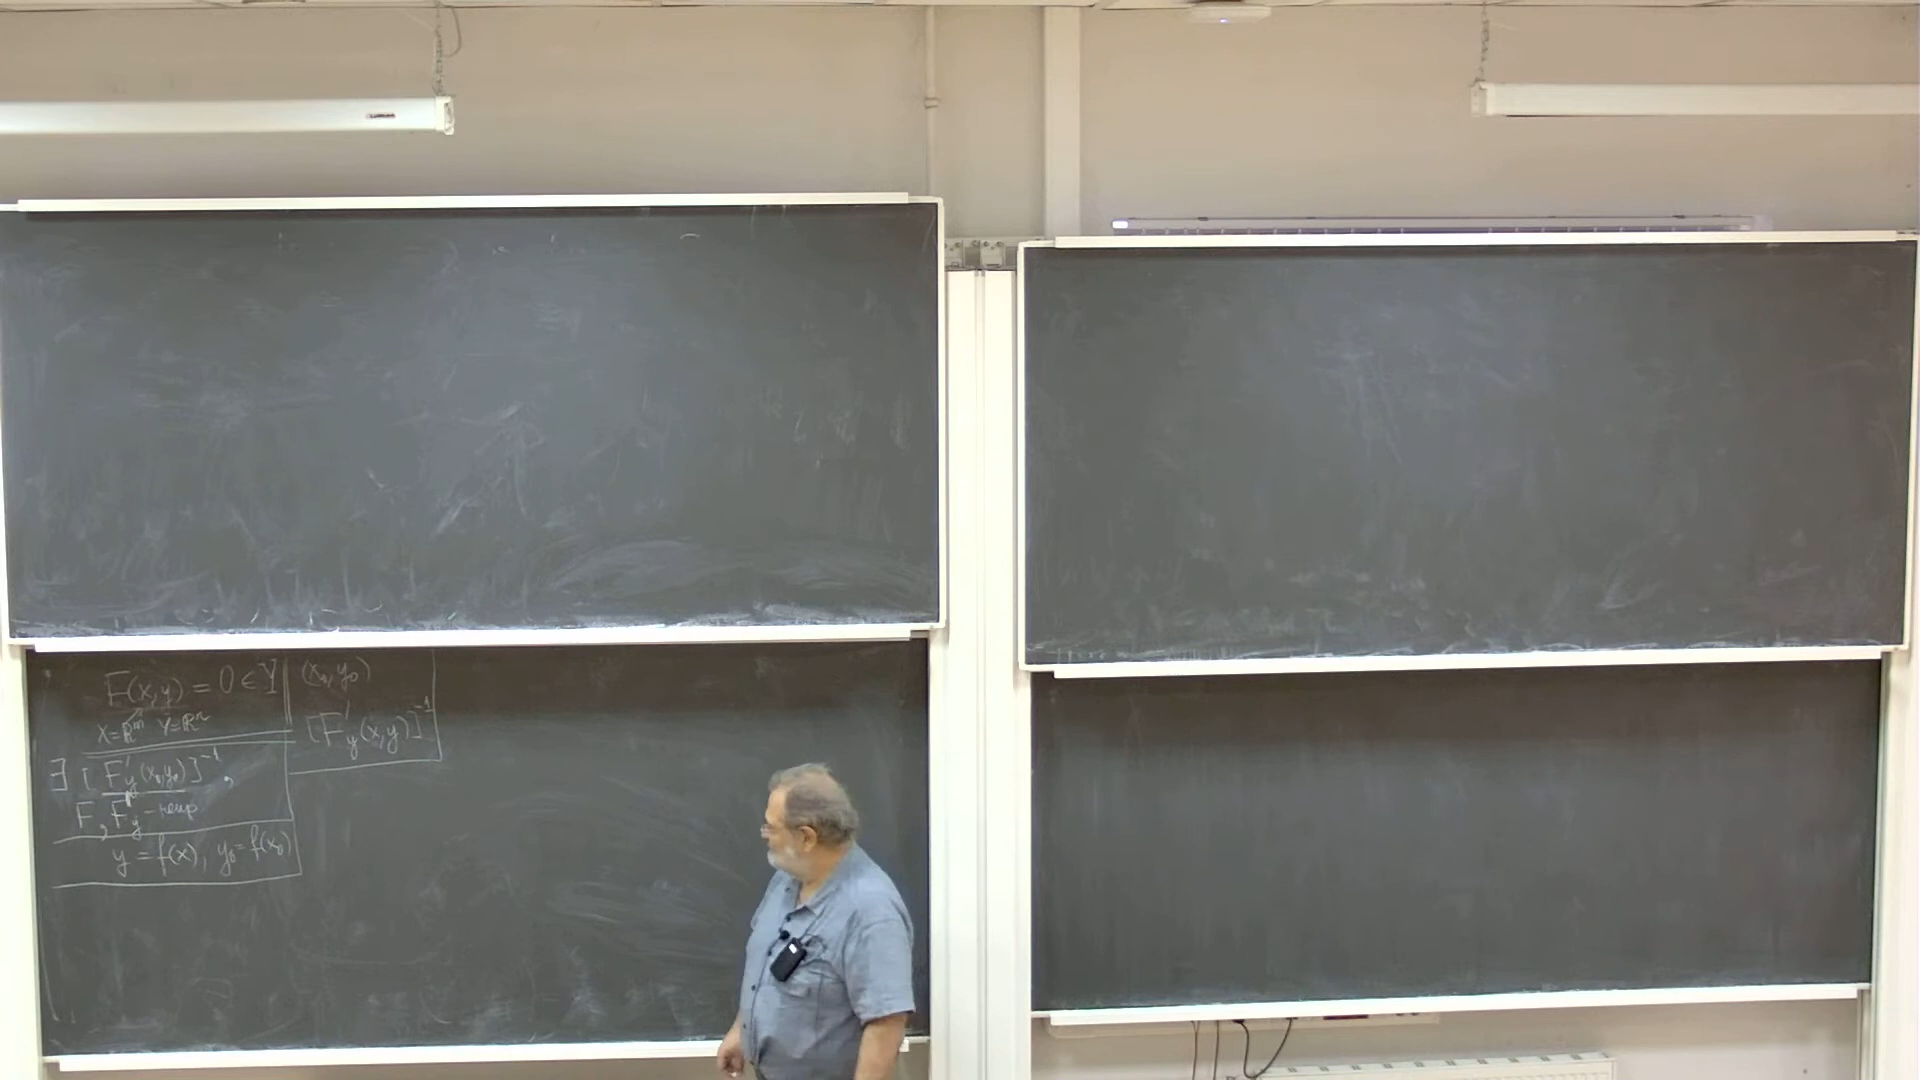 F(x,y) = 0 ∈ Y
X=ℝᵐ Y=ℝⁿ
(x₀,y₀)
[F'y(x,y)]⁻¹
∃ [F'y(x₀,y₀)]⁻¹,
F, F'y – непр
y = f(x), y₀ = f(x₀)